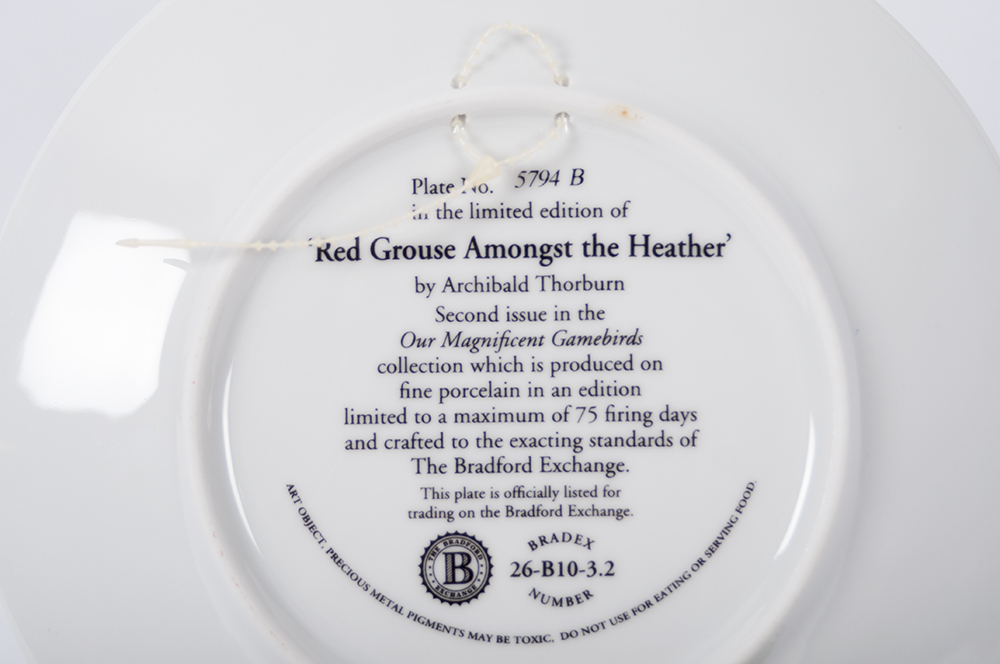 Plate No. 5794 B
in the limited edition of
'Red Grouse Amongst the Heather'
by Archibald Thorburn
Second issue in the
Our Magnificent Gamebirds
collection which is produced on
fine porcelain in an edition
limited to a maximum of 75 firing days
and crafted to the exacting standards of
The Bradford Exchange.
This plate is officially listed for
trading on the Bradford Exchange.
THE BRADFORD
B
EXCHANGE
BRADEX
26-B10-3.2
NUMBER
ART OBJECT. PRECIOUS METAL PIGMENTS MAY BE TOXIC. DO NOT USE FOR EATING OR SERVING FOOD.